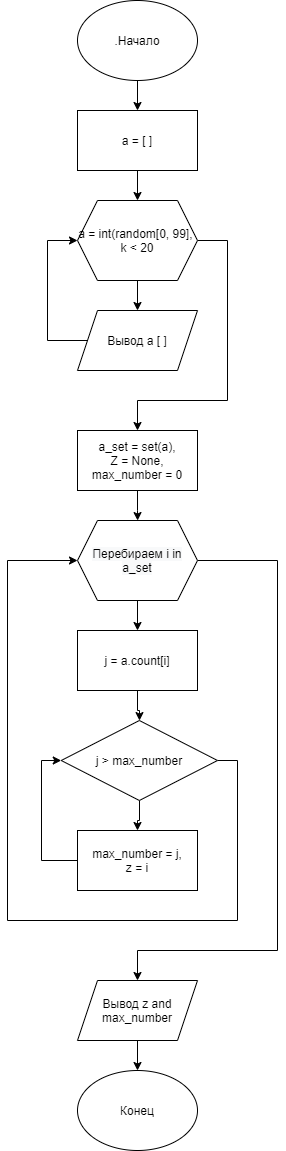 .Начало
a = [ ]
a = int(random[0, 99],
k < 20
Вывод a [ ]
a_set = set(a),
Z = None,
max_number = 0
Перебираем i in
a_set
j = a.count[i]
j > max_number
max_number = j,
z = i
Вывод z and
max_number
Конец